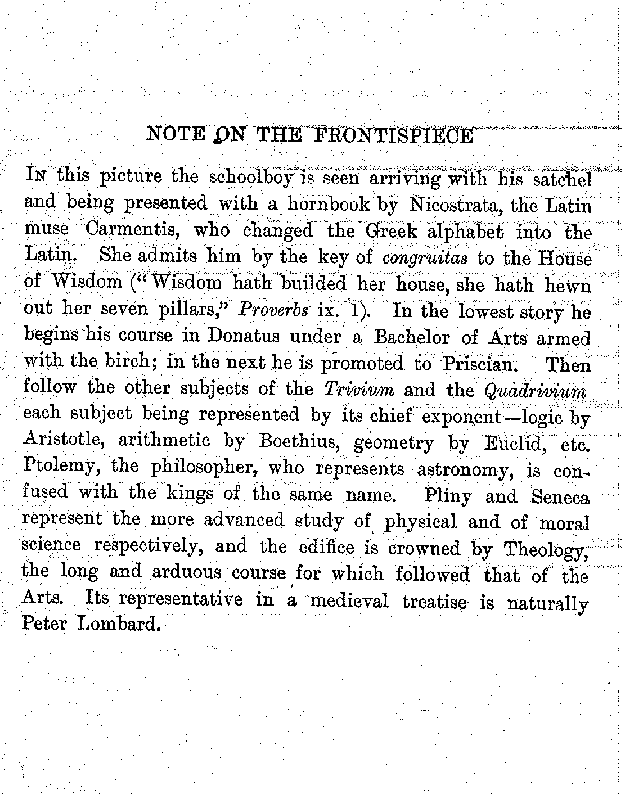 NOTE ON THE FRONTISPIECE
In this picture the schoolboy is seen arriving with his satchel
and being presented with a hornbook by Nicostrata, the Latin
muse Carmentis, who changed the Greek alphabet into the
Latin. She admits him by the key of congruitas to the House
of Wisdom (“Wisdom hath builded her house, she hath hewn
out her seven pillars,” Proverbs ix. 1). In the lowest story he
begins his course in Donatus under a Bachelor of Arts armed
with the birch; in the next he is promoted to Priscian. Then
follow the other subjects of the Trivium and the Quadrivium
each subject being represented by its chief exponent—logic by
Aristotle, arithmetic by Boethius, geometry by Euclid, etc.
Ptolemy, the philosopher, who represents astronomy, is con-
fused with the kings of the same name. Pliny and Seneca
represent the more advanced study of physical and of moral
science respectively, and the edifice is crowned by Theology,
the long and arduous course for which followed that of the
Arts. Its representative in a medieval treatise is naturally
Peter Lombard.